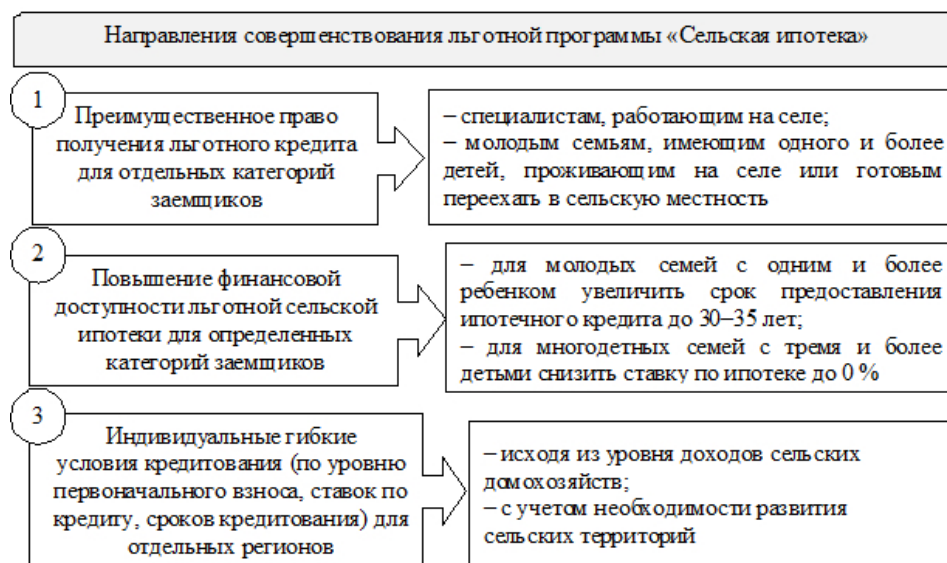 Направления совершенствования льготной программы «Сельская ипотека»
1
Преимущественное право
получения льготного кредита
для отдельных категорий
заемщиков
– специалистам, работающим на селе;
– молодым семьям, имеющим одного и более
детей, проживающим на селе или готовым
переехать в сельскую местность
2
Повышение финансовой
доступности льготной сельской
ипотеки для определенных
категорий заемщиков
– для молодых семей с одним и более
ребенком увеличить срок предоставления
ипотечного кредита до 30–35 лет;
– для многодетных семей с тремя и более
детьми снизить ставку по ипотеке до 0 %
3
Индивидуальные гибкие
условия кредитования (по уровню
первоначального взноса, ставок по
кредиту, сроков кредитования) для
отдельных регионов
– исходя из уровня доходов сельских
домохозяйств;
– с учетом необходимости развития
сельских территорий